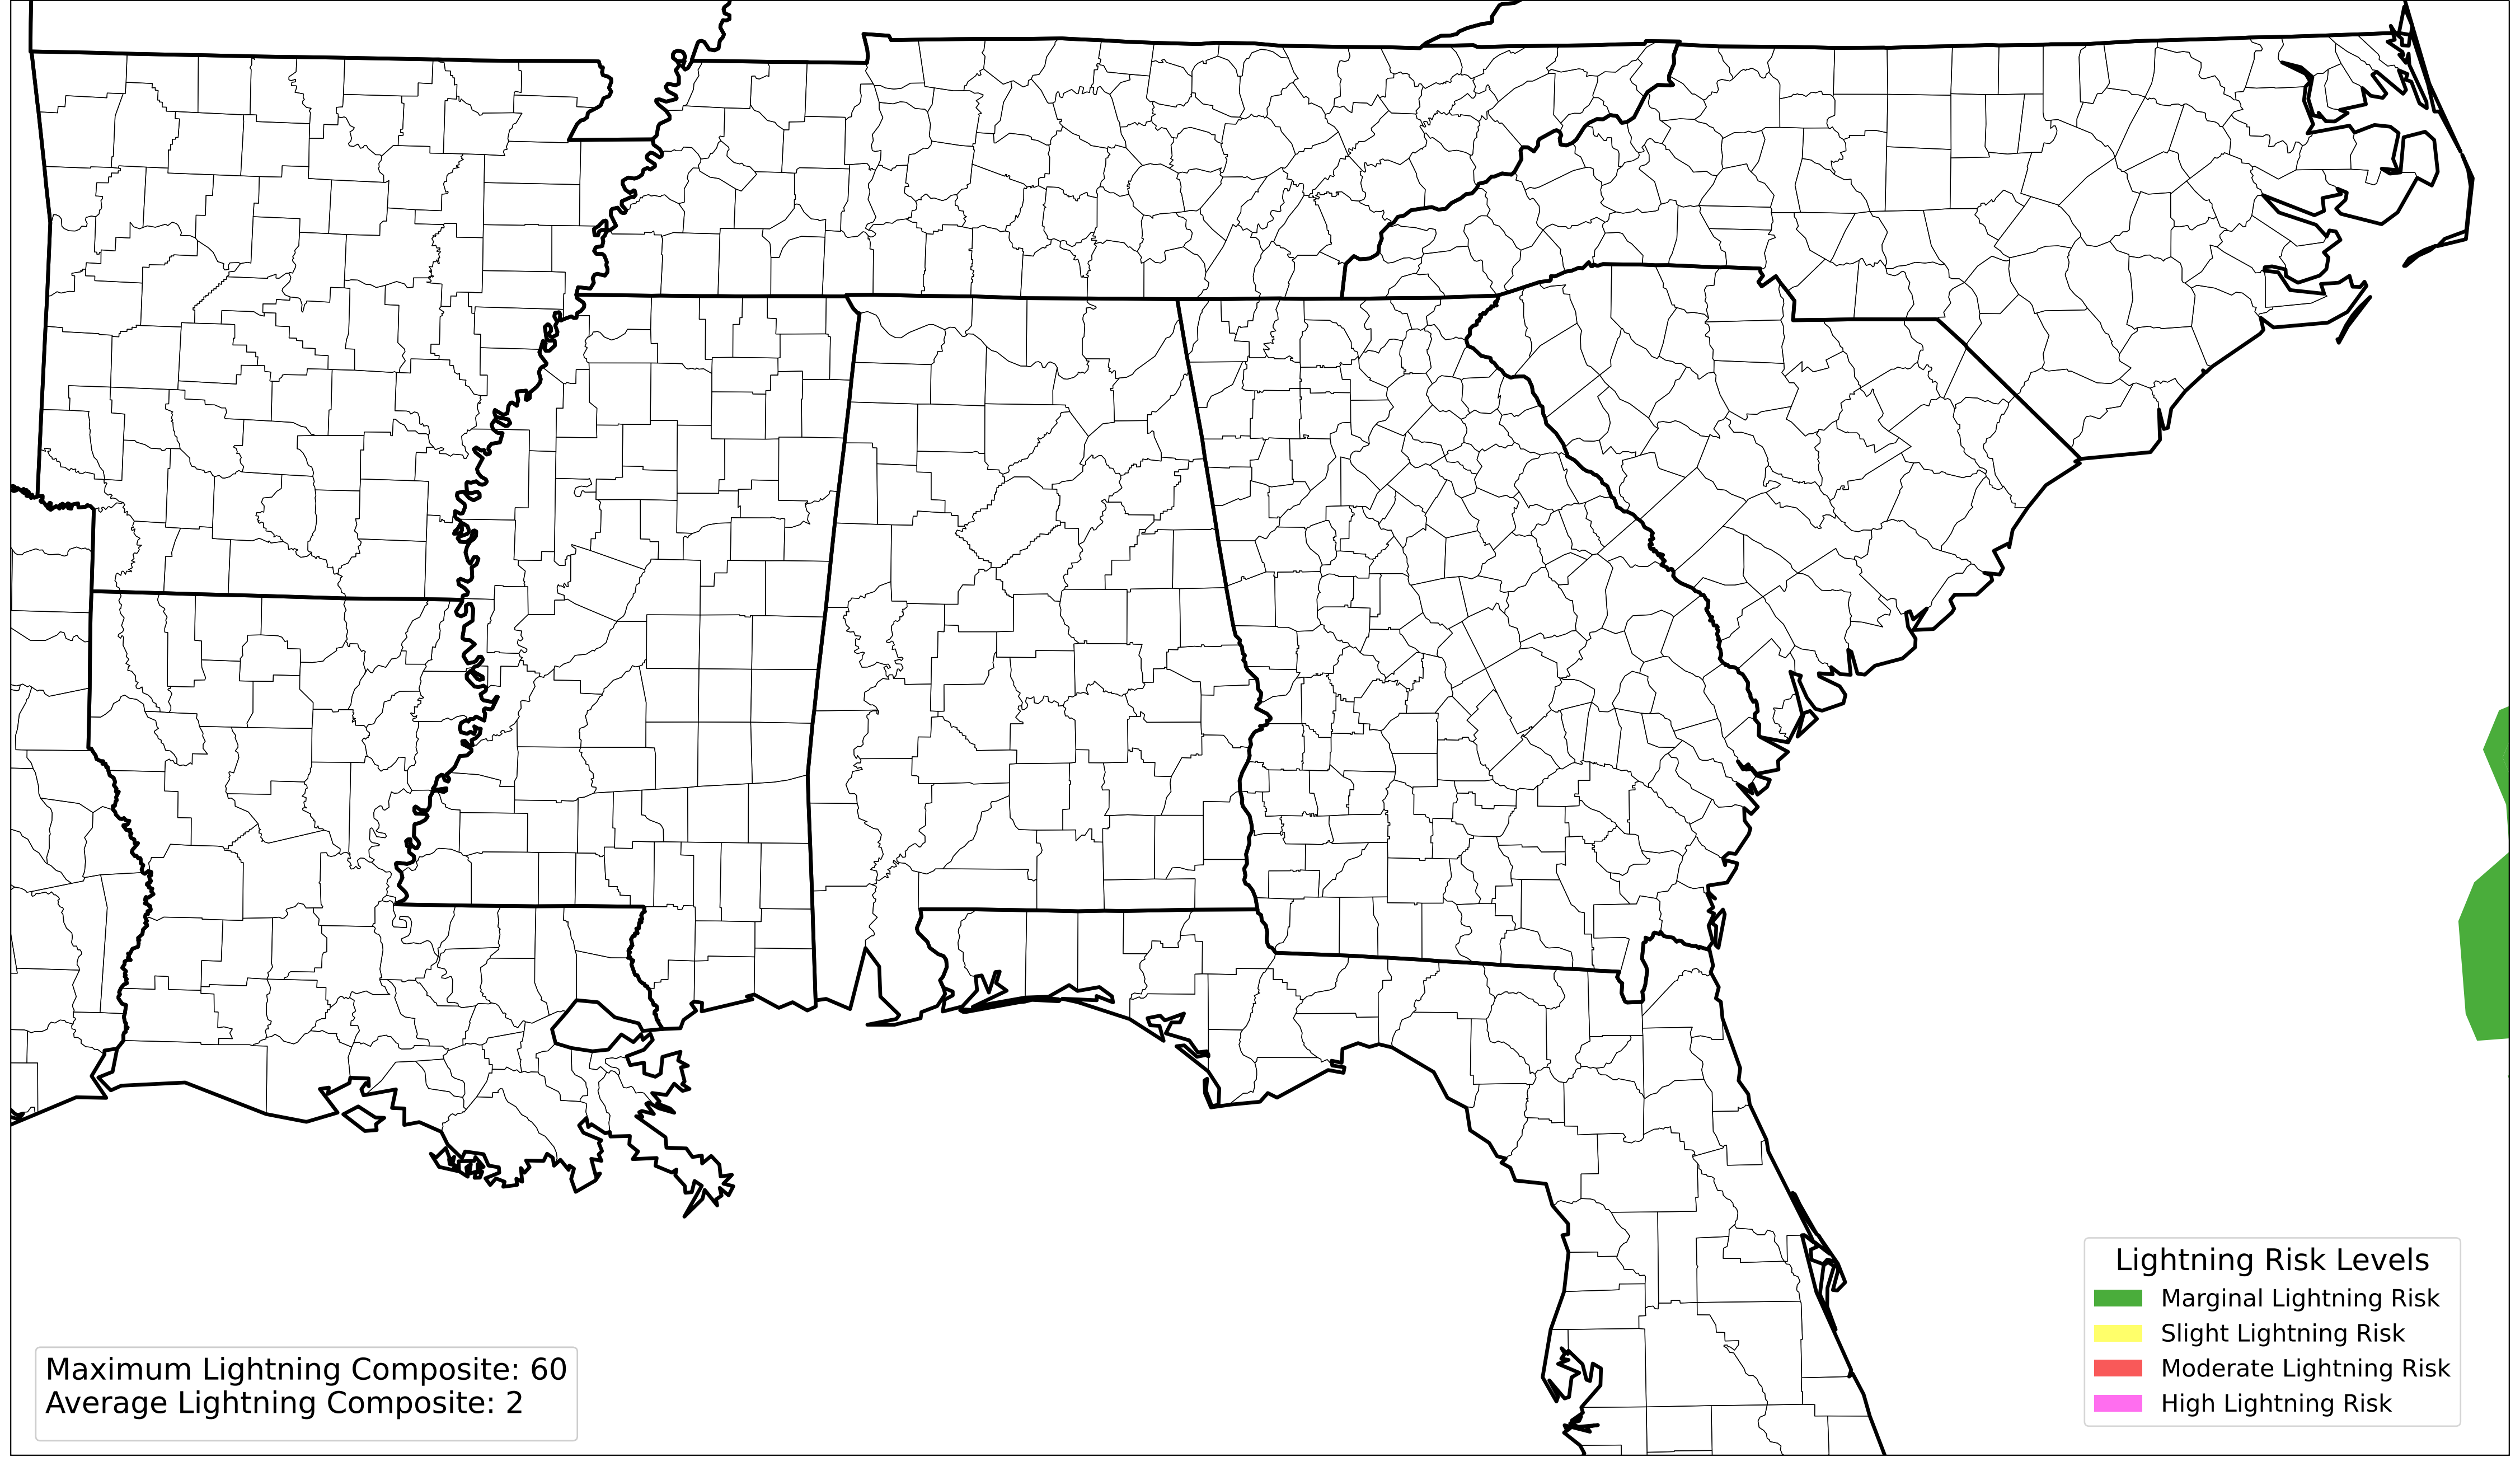 Maximum Lightning Composite: 60
Average Lightning Composite: 2
Lightning Risk Levels
Marginal Lightning Risk
Slight Lightning Risk
Moderate Lightning Risk
High Lightning Risk